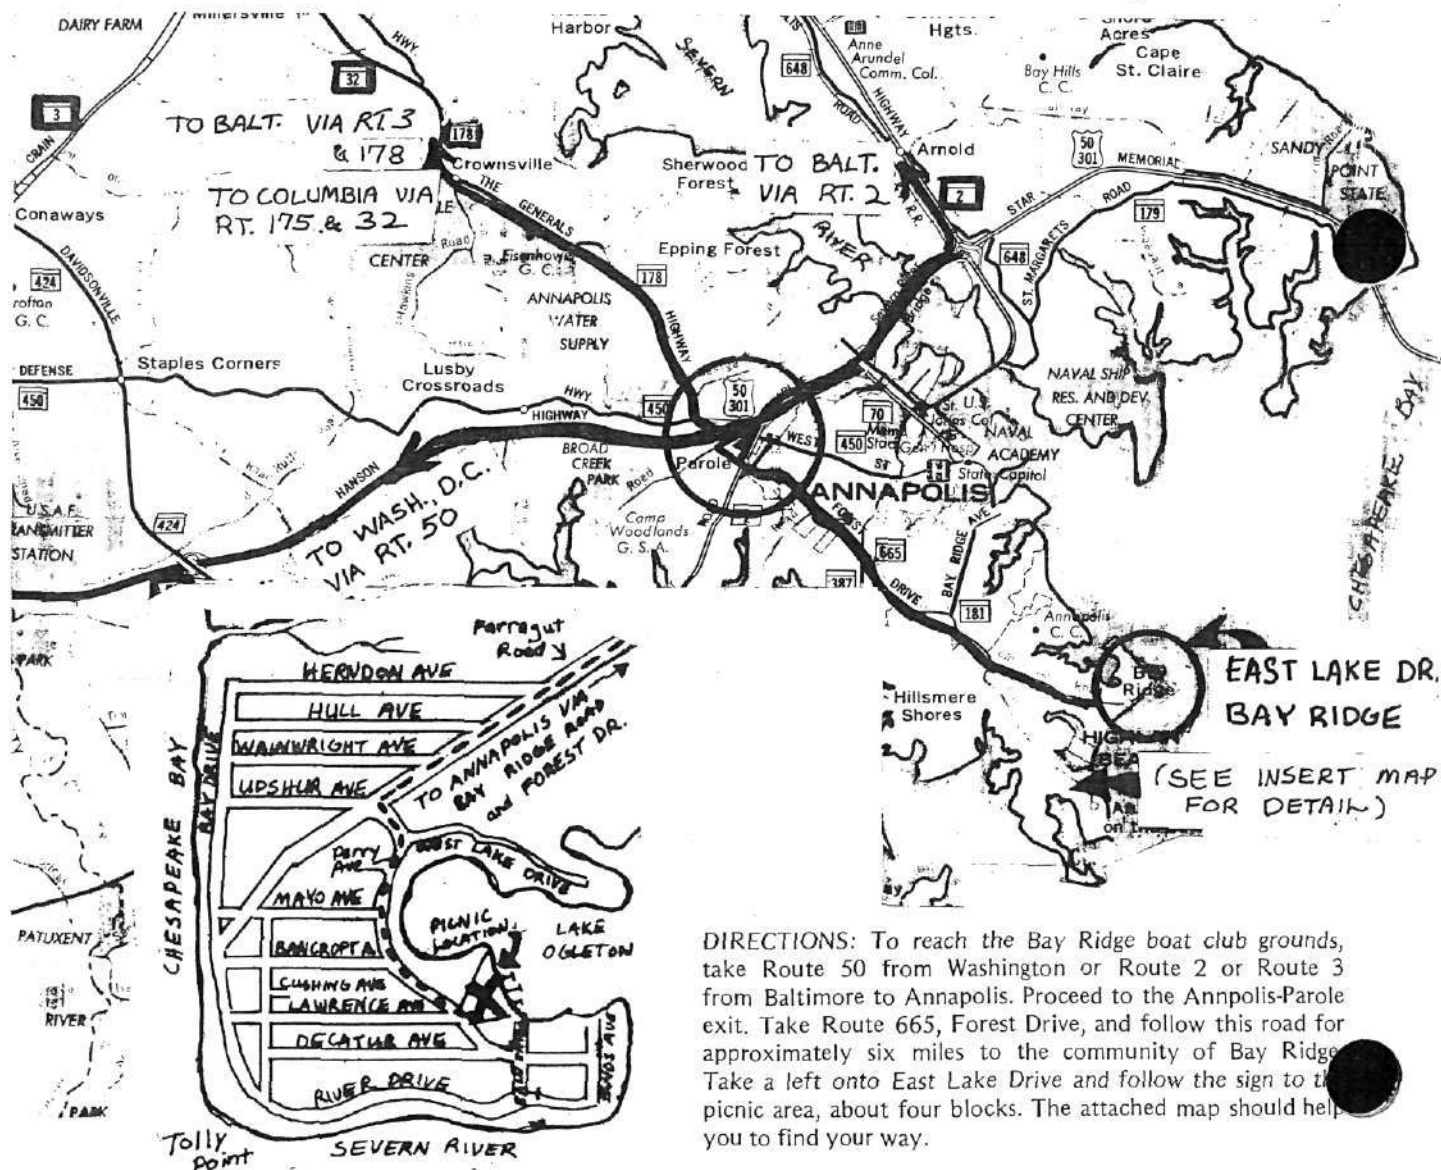 DAIRY FARM
Millersville
HWY.
32
3
CRAIN
TO BALT. VIA RT. 3
& 178
178
Crownsville
TO COLUMBIA VIA
RT. 175 & 32
THE
GENERALS
178
HIGHWAY
Conaways
DAVIDSONVILLE
424
G. C.
CENTER
Road
G. C.
ANNAPOLIS
WATER
SUPPLY
Harbor
SEVERN
RIVER
Sherwood
Forest
Epping Forest
648
ROAD
Anne
Arundel
Comm. Col.
HIGHWAY
Hgts.
Arnold
TO BALT.
VIA RT. 2
R.R.
2
Bay Hills
C. C.
Acres
Cape
St. Claire
50
301
STAR
MEMORIAL
ROAD
ST. MARGARETS
648
179
SANDY
POINT
STATE
DEFENSE
450
Staples Corners
Lusby
Crossroads
HIGHWAY
HWY
450
50
301
BROAD
CREEK
PARK
Parole
Road
WEST
ST
70
450
NAVAL
ACADEMY
State Capitol
NAVAL SHIP
RES. AND DEV.
CENTER
ANNAPOLIS
HANSON
TO WASH., D.C.
VIA RT. 50
424
U.S.A.F.
STATION
Camp
Woodlands
G. S. A.
387
665
DRIVE
BAY RIDGE AVE
181
C. C.
CHESAPEAKE BAY
Hillsmere
Shores
Ridge
EAST LAKE DR.
BAY RIDGE
(SEE INSERT MAP
FOR DETAIL)
PARK
PATUXENT
RIVER
PARK
Farragut
Road
HERNDON AVE
HULL AVE
WAINWRIGHT AVE
UPSHUR AVE
TO ANNAPOLIS VIA
BAY RIDGE ROAD
and FOREST DR.
CHESAPEAKE BAY
BAY DRIVE
Perry
Ave
WEST LAKE DRIVE
MAYO AVE
PICNIC
LOCATION
LAKE
OGLETON
BANCROFT A.
CUSHING AVE
LAWRENCE AVE
DECATUR AVE
RIVER DRIVE
BANDS AVE
Tolly
Point
SEVERN RIVER
DIRECTIONS: To reach the Bay Ridge boat club grounds,
take Route 50 from Washington or Route 2 or Route 3
from Baltimore to Annapolis. Proceed to the Annpolis-Parole
exit. Take Route 665, Forest Drive, and follow this road for
approximately six miles to the community of Bay Ridge
Take a left onto East Lake Drive and follow the sign to
picnic area, about four blocks. The attached map should help
you to find your way.